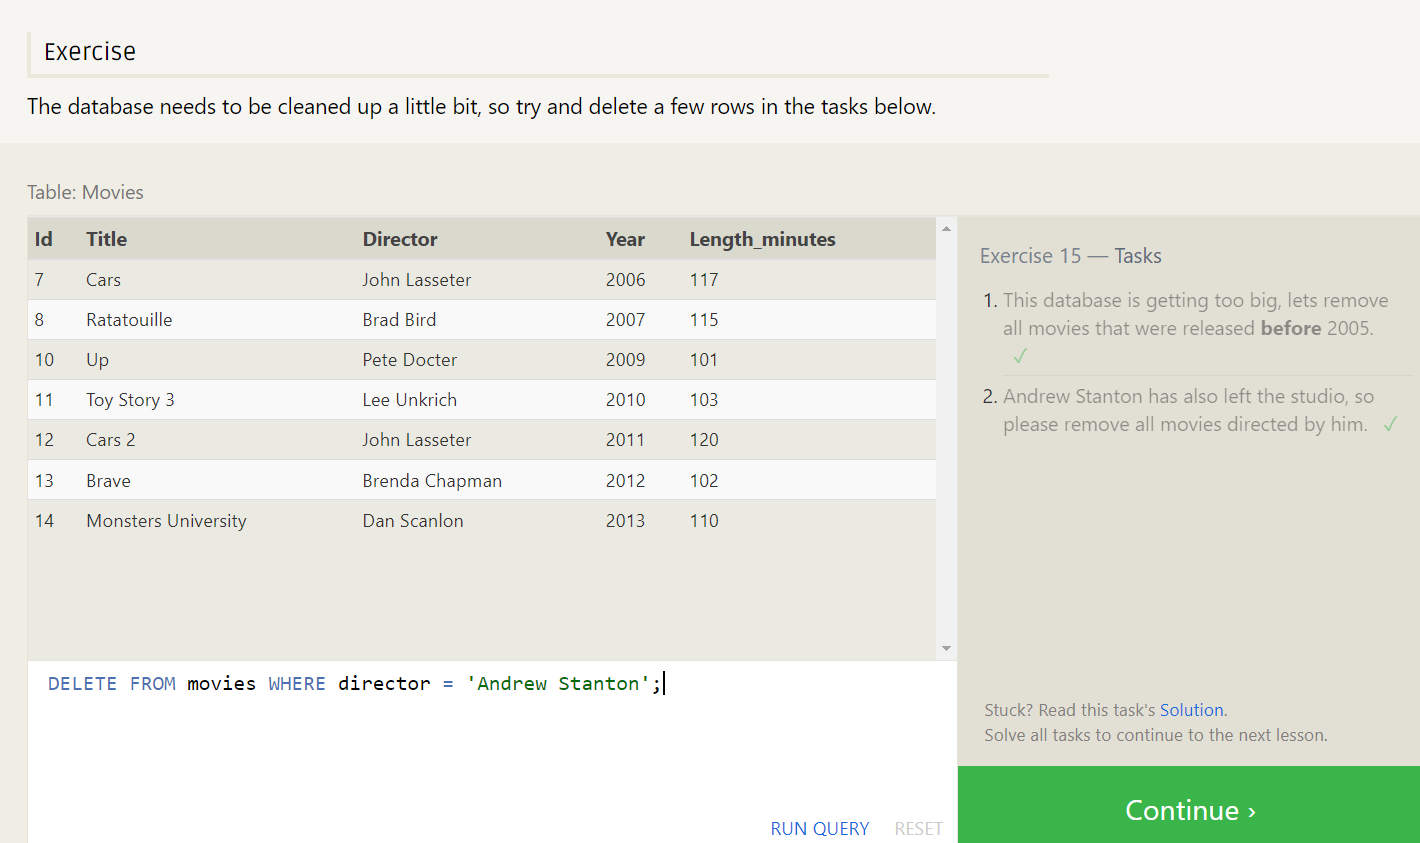 Exercise
The database needs to be cleaned up a little bit, so try and delete a few rows in the tasks below.
Table: Movies
Id Title Director Year Length_minutes
7 Cars John Lasseter 2006 117
8 Ratatouille Brad Bird 2007 115
10 Up Pete Docter 2009 101
11 Toy Story 3 Lee Unkrich 2010 103
12 Cars 2 John Lasseter 2011 120
13 Brave Brenda Chapman 2012 102
14 Monsters University Dan Scanlon 2013 110
DELETE FROM movies WHERE director = 'Andrew Stanton';
RUN QUERY RESET
Exercise 15 — Tasks
1. This database is getting too big, lets remove
all movies that were released before 2005.
✓
2. Andrew Stanton has also left the studio, so
please remove all movies directed by him. ✓
Stuck? Read this task's Solution.
Solve all tasks to continue to the next lesson.
Continue ›